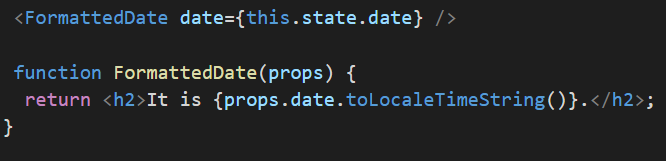 <FormattedDate date={this.state.date} />
function FormattedDate(props) {
return <h2>It is {props.date.toLocaleTimeString()}.</h2>;
}